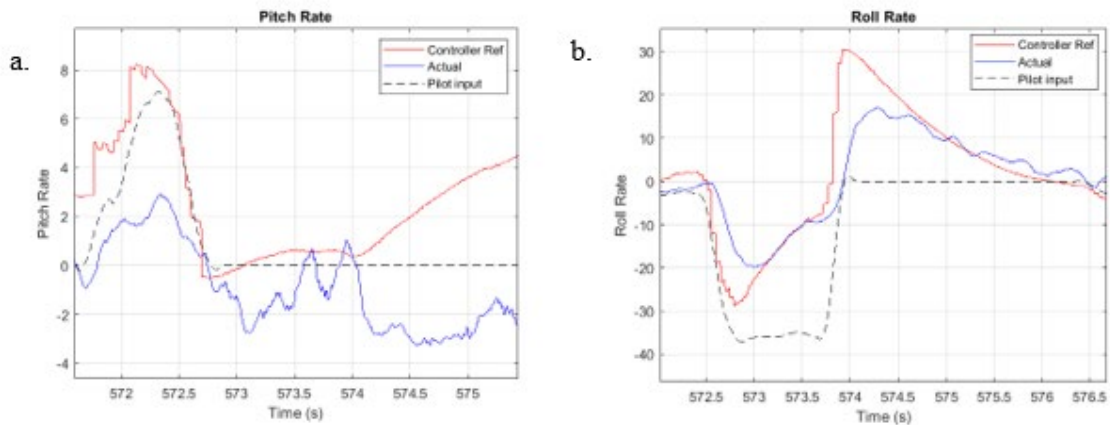 a.
Pitch Rate
Controller Ref
Actual
Pilot input
Pitch Rate
8
6
4
2
0
-2
-4
572
572.5
573
573.5
574
574.5
575
Time (s)
b.
Roll Rate
Controller Ref
Actual
Pilot input
Roll Rate
30
20
10
0
-10
-20
-30
-40
572.5
573
573.5
574
574.5
575
575.5
576
576.5
Time (s)